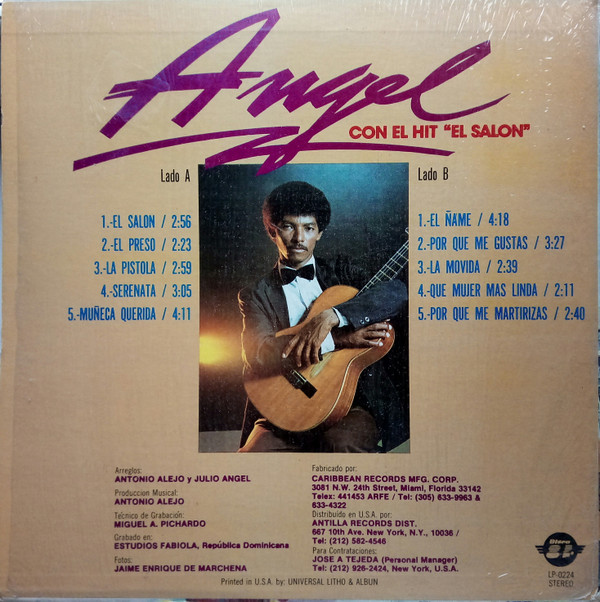 Angel
CON EL HIT "EL SALON"
Lado A
1.-EL SALON / 2:56
2.-EL PRESO / 2:23
3.-LA PISTOLA / 2:59
4.-SERENATA / 3:05
5.-MUÑECA QUERIDA / 4:11
Lado B
1.-EL ÑAME / 4:18
2.-POR QUE ME GUSTAS / 3:27
3.-LA MOVIDA / 2:39
4.-QUE MUJER MAS LINDA / 2:11
5.-POR QUE ME MARTIRIZAS / 2:40
Arreglos:
ANTONIO ALEJO y JULIO ANGEL
Produccion Musical:
ANTONIO ALEJO
Técnico de Grabación:
MIGUEL A. PICHARDO
Grabado en:
ESTUDIOS FABIOLA, República Dominicana
Fotos:
JAIME ENRIQUE DE MARCHENA
Fabricado por:
CARIBBEAN RECORDS MFG. CORP.
3081 N.W. 24th Street, Miami, Florida 33142
Telex: 441453 ARFE / Tel: (305) 633-9963 &
633-4322
Distribuído en U.S.A. por:
ANTILLA RECORDS DIST.
667 10th Ave. New York, N.Y., 10036 /
Tel: (212) 582-4546
Para Contrataciones:
JOSE A TEJEDA (Personal Manager)
Tel: (212) 926-2424, New York, U.S.A.
Printed in U.S.A. by: UNIVERSAL LITHO & ALBUN
Disco
81
LP-0224
STEREO